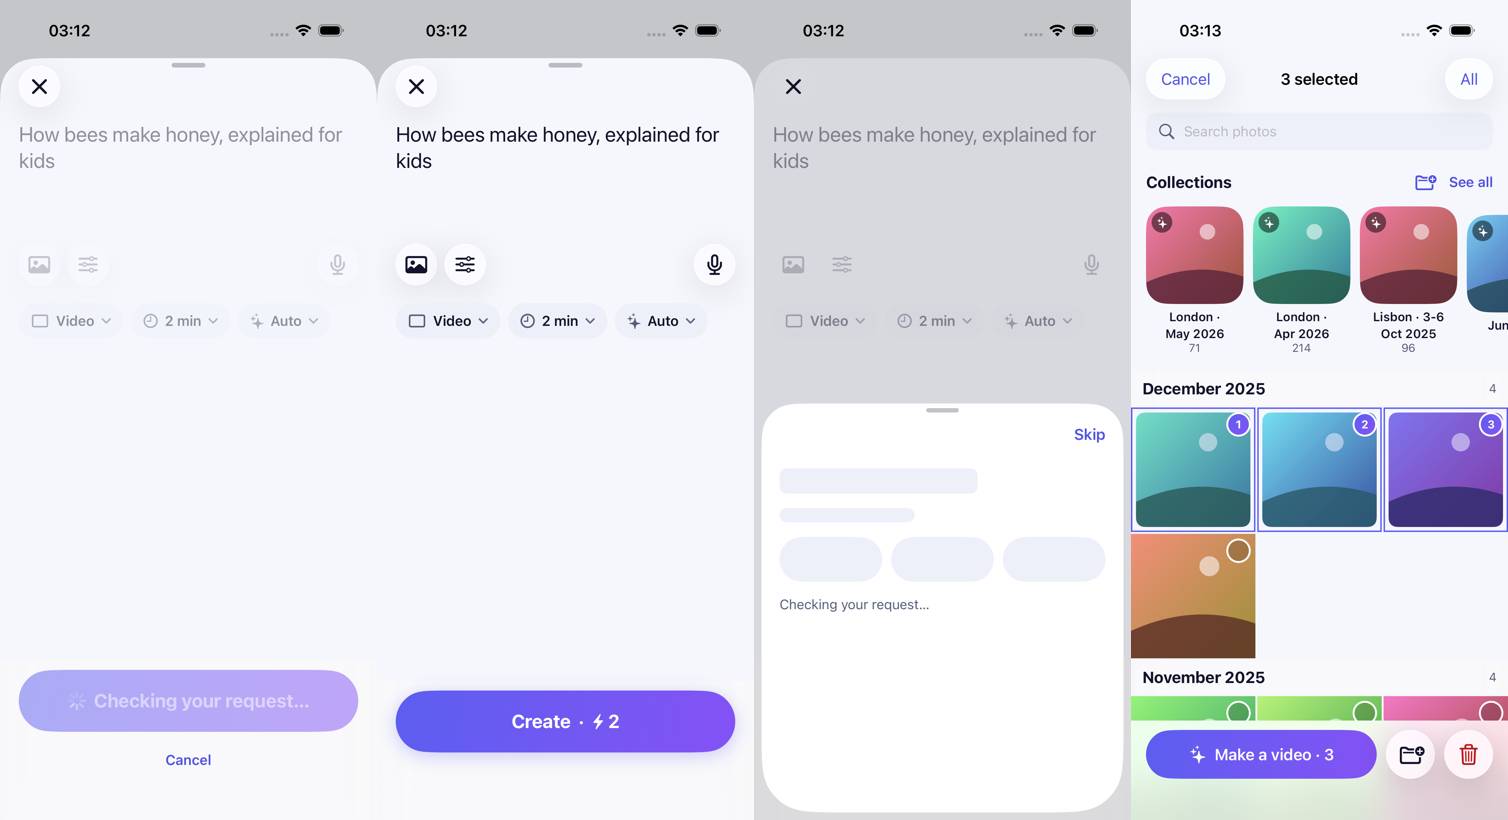 03:12
How bees make honey, explained for
kids
Video
2 min
Auto
Checking your request...
Cancel
03:12
How bees make honey, explained for
kids
Video
2 min
Auto
Create · 2
03:12
How bees make honey, explained for
kids
Video
2 min
Auto
Skip
Checking your request...
03:13
Cancel
3 selected
All
Search photos
Collections
See all
London ·
May 2026
71
London ·
Apr 2026
214
Lisbon · 3-6
Oct 2025
96
Jun
December 2025
4
1
2
3
November 2025
4
Make a video · 3